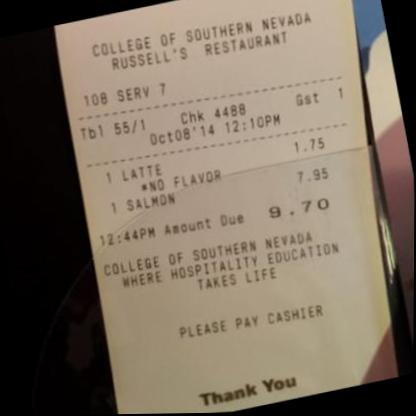 COLLEGE OF SOUTHERN NEVADA
RUSSELL'S RESTAURANT
108 SERV 7
Tbl 55/1 Chk 4488 Gst 1
Oct08'14 12:10PM
1 LATTE 1.75
*NO FLAVOR
1 SALMON 7.95
12:44PM Amount Due 9.70
COLLEGE OF SOUTHERN NEVADA
WHERE HOSPITALITY EDUCATION
TAKES LIFE
PLEASE PAY CASHIER
Thank You